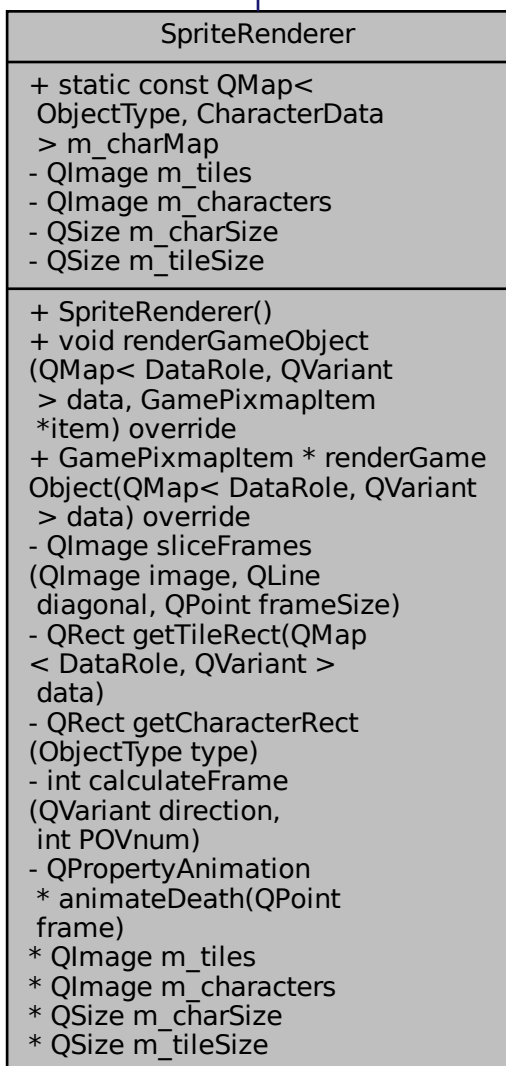 SpriteRenderer
+ static const QMap<
ObjectType, CharacterData
> m_charMap
- QImage m_tiles
- QImage m_characters
- QSize m_charSize
- QSize m_tileSize
+ SpriteRenderer()
+ void renderGameObject
(QMap< DataRole, QVariant
> data, GamePixmapItem
*item) override
+ GamePixmapItem * renderGame
Object(QMap< DataRole, QVariant
> data) override
- QImage sliceFrames
(QImage image, QLine
diagonal, QPoint frameSize)
- QRect getTileRect(QMap
< DataRole, QVariant >
data)
- QRect getCharacterRect
(ObjectType type)
- int calculateFrame
(QVariant direction,
int POVnum)
- QPropertyAnimation
* animateDeath(QPoint
frame)
* QImage m_tiles
* QImage m_characters
* QSize m_charSize
* QSize m_tileSize